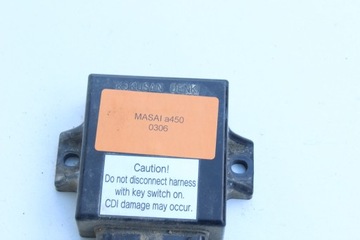 MASAI a450
0306
Caution!
Do not disconnect harness
with key switch on.
CDI damage may occur.